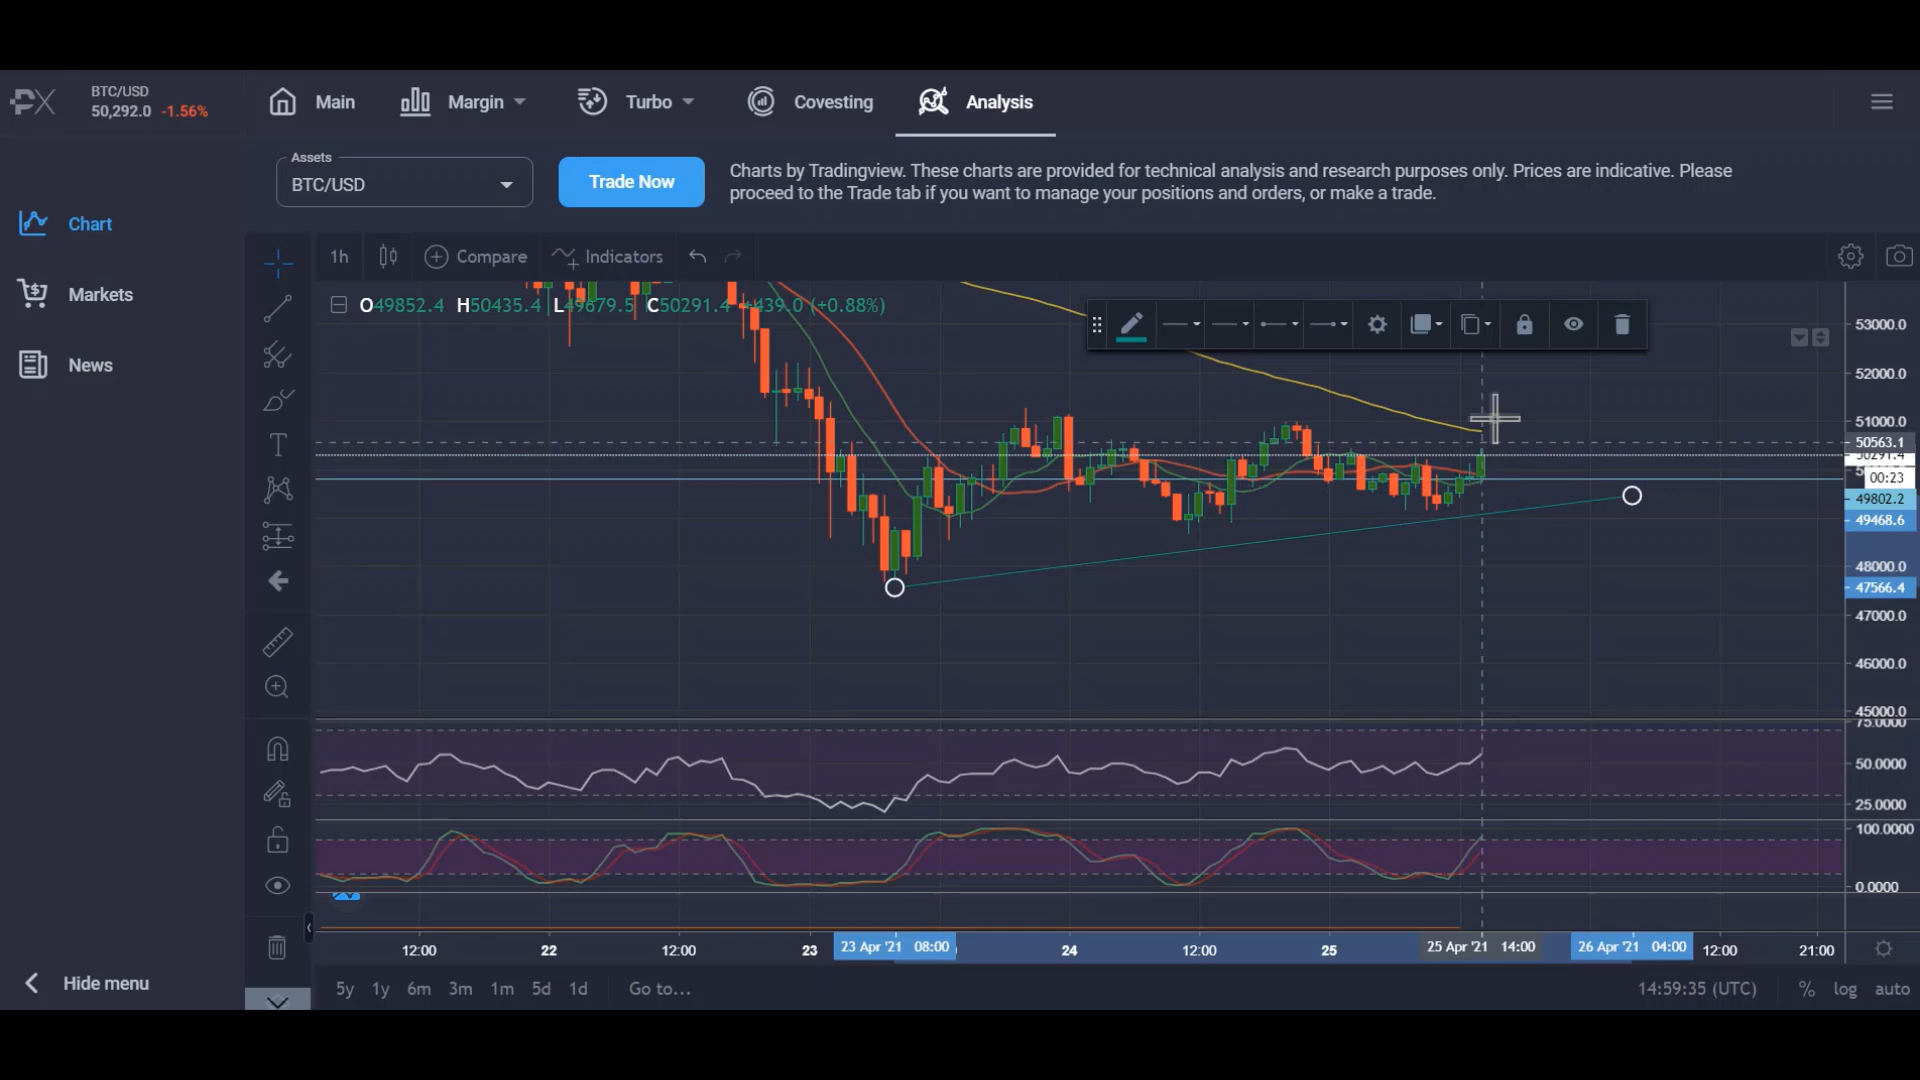 PX
BTC/USD
50,292.0 -1.56%
Main
Margin
Turbo
Covesting
Analysis
Assets
BTC/USD
Trade Now
Charts by Tradingview. These charts are provided for technical analysis and research purposes only. Prices are indicative. Please
proceed to the Trade tab if you want to manage your positions and orders, or make a trade.
Chart
Markets
News
Hide menu
1h
Compare
Indicators
O49852.4 H50435.4 L49679.5 C50291.4 +439.0 (+0.88%)
53000.0
52000.0
51000.0
50563.1
50291.4
00:23
49802.2
49468.6
48000.0
47566.4
47000.0
46000.0
45000.0
75.0000
50.0000
25.0000
100.0000
0.0000
12:00
22
12:00
23
23 Apr '21 08:00
24
12:00
25
25 Apr '21 14:00
26 Apr '21 04:00
12:00
21:00
5y 1y 6m 3m 1m 5d 1d Go to...
14:59:35 (UTC) % log auto